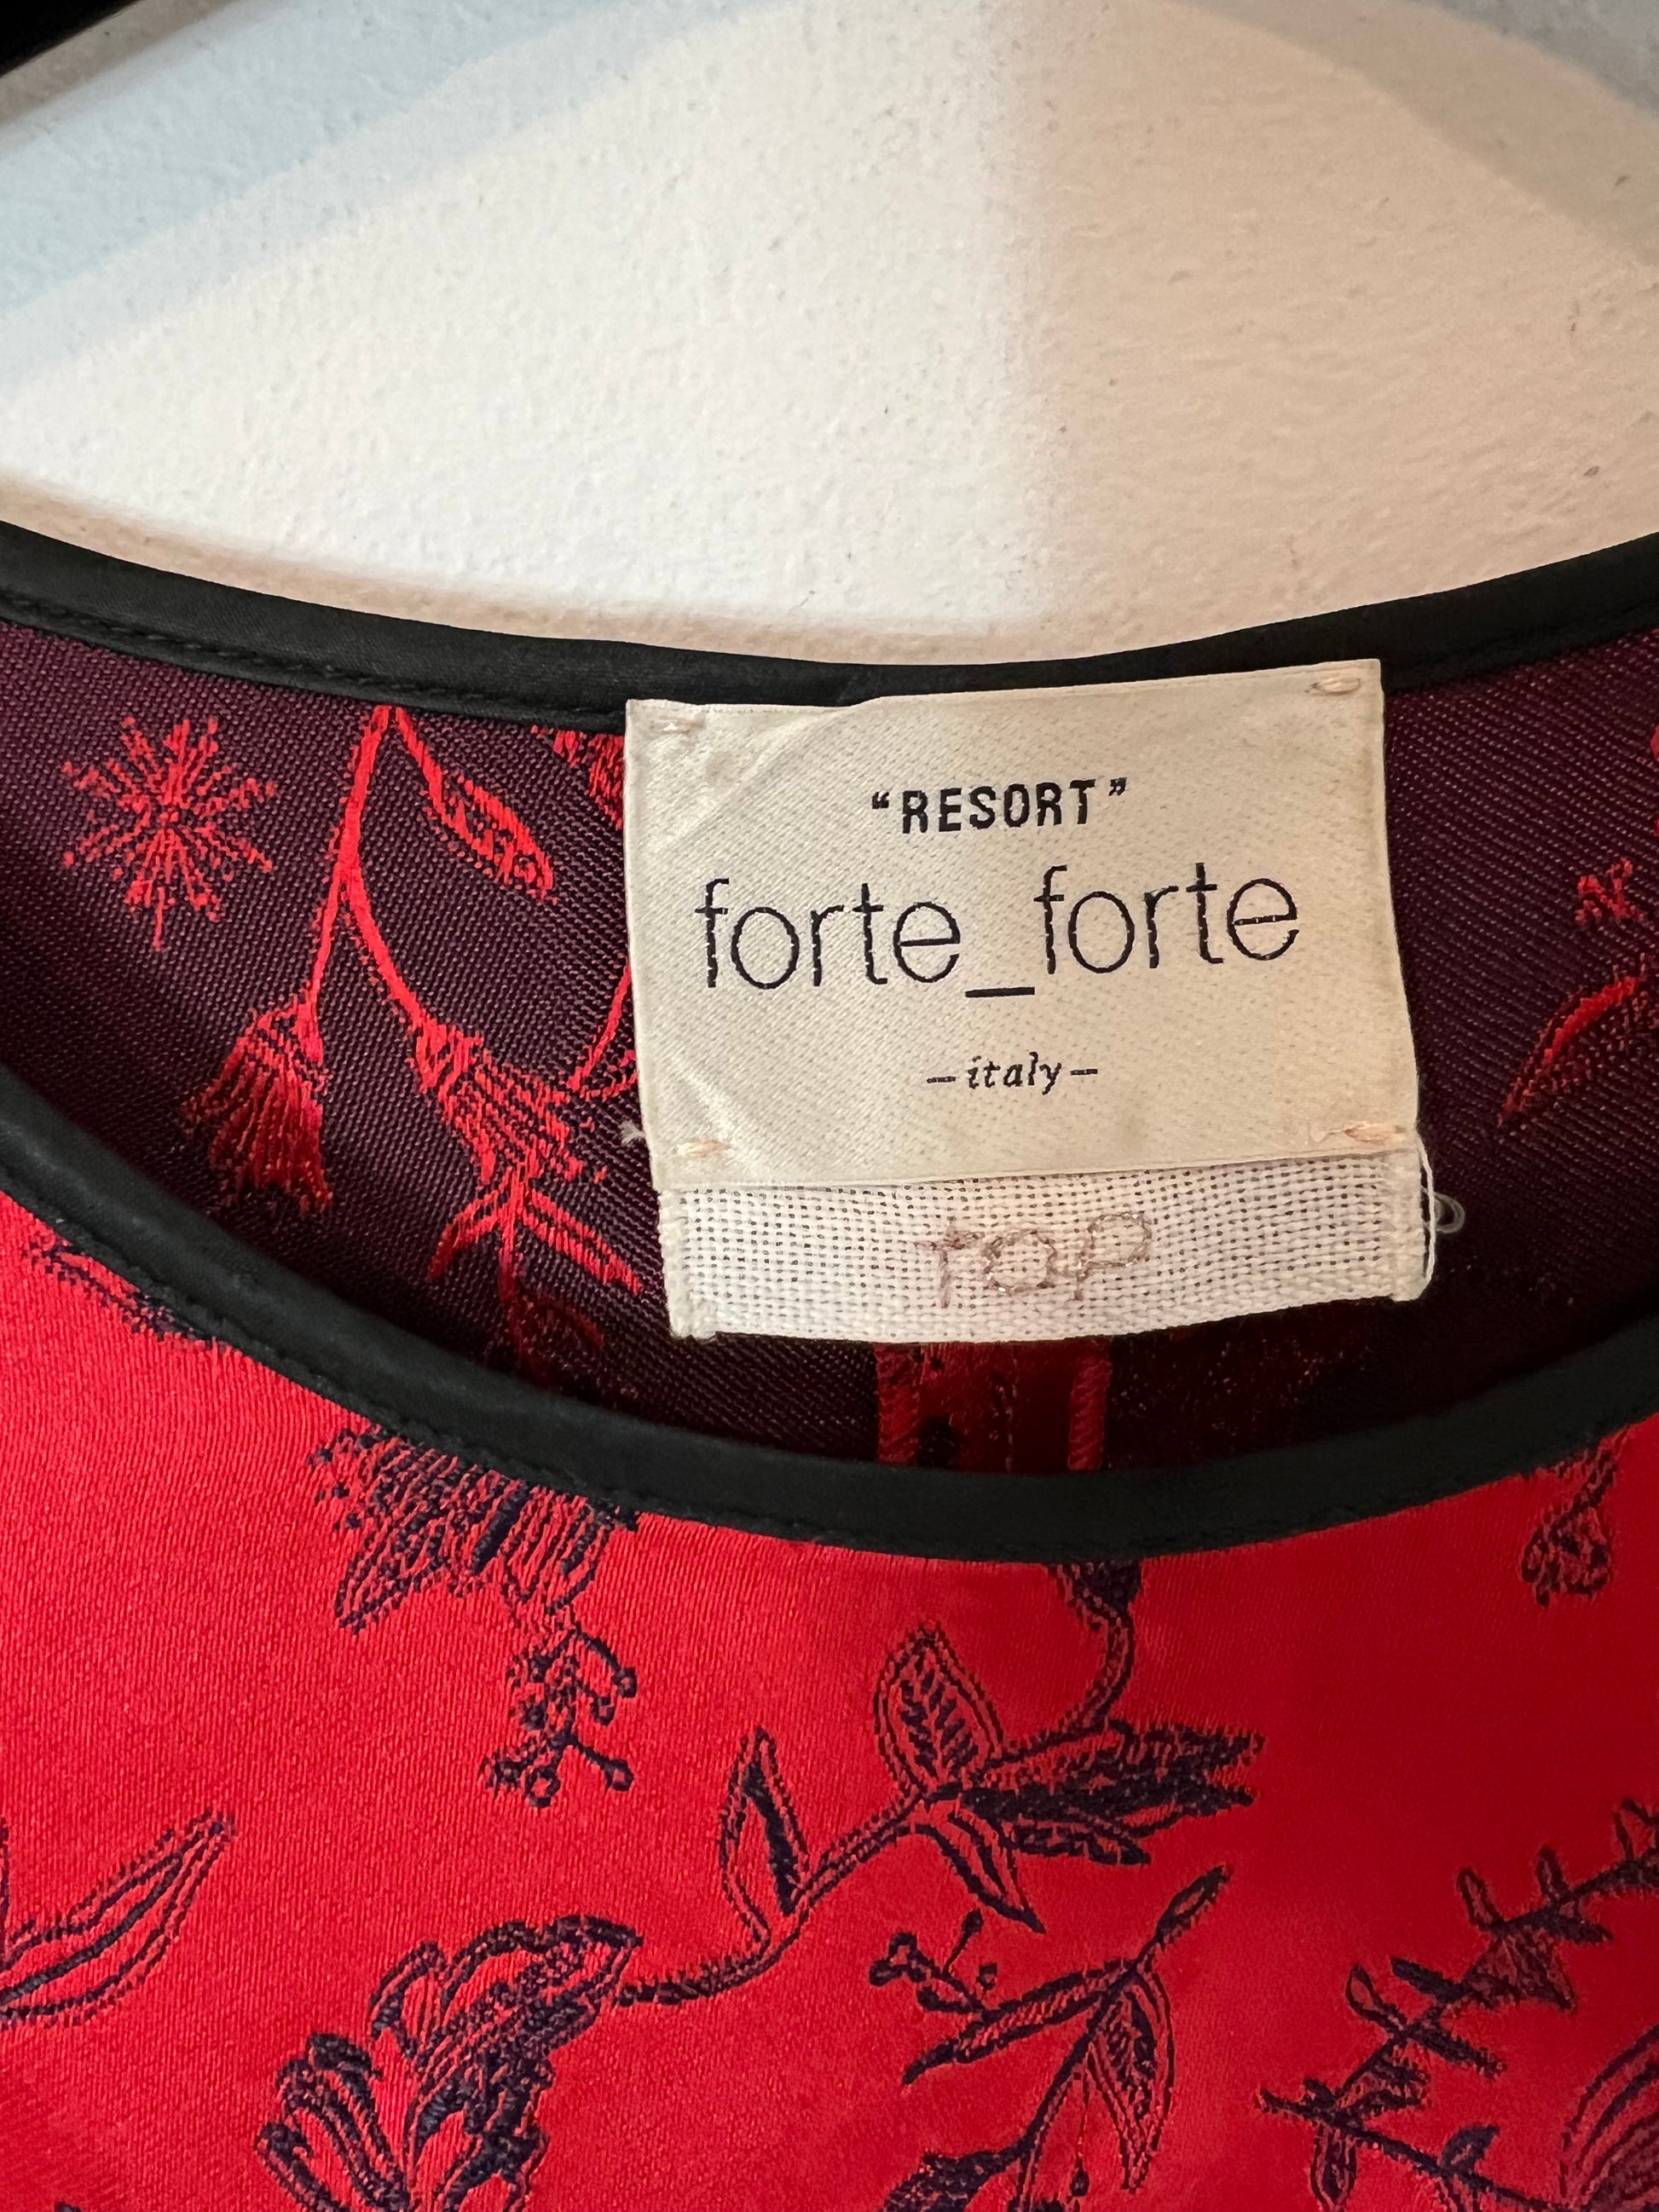 “RESORT”
forte_forte
-italy-
TOP